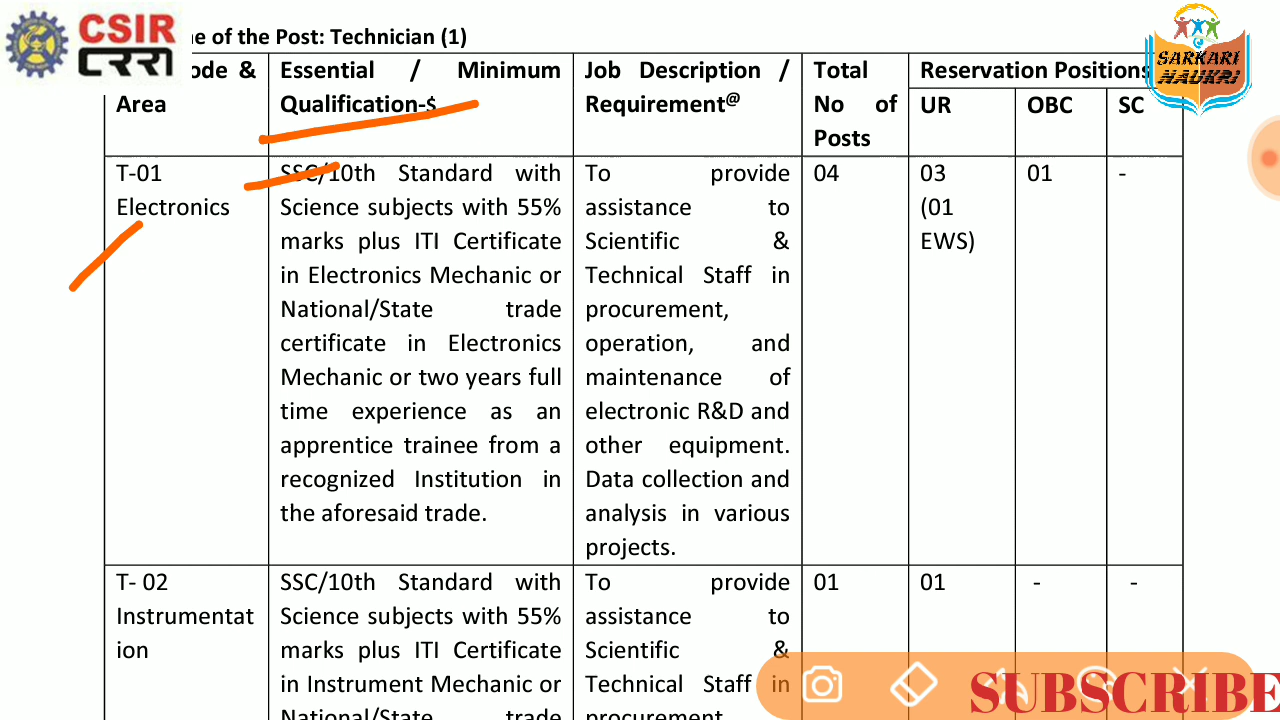 CSIR
CRRI
e of the Post: Technician (1)
ode & Area
Essential / Minimum Qualification-$
Job Description / Requirement@
Total No of Posts
Reservation Positions
UR
OBC
SC
SARKARI
NAUKRI
T-01
Electronics
SSC/10th Standard with
Science subjects with 55%
marks plus ITI Certificate
in Electronics Mechanic or
National/State trade
certificate in Electronics
Mechanic or two years full
time experience as an
apprentice trainee from a
recognized Institution in
the aforesaid trade.
To provide
assistance to
Scientific &
Technical Staff in
procurement,
operation, and
maintenance of
electronic R&D and
other equipment.
Data collection and
analysis in various
projects.
04
03
(01
EWS)
01
-
T- 02
Instrumentat
ion
SSC/10th Standard with
Science subjects with 55%
marks plus ITI Certificate
in Instrument Mechanic or
National/State trade
To provide
assistance to
Scientific &
Technical Staff in
procurement
01
01
-
-
SUBSCRIBE